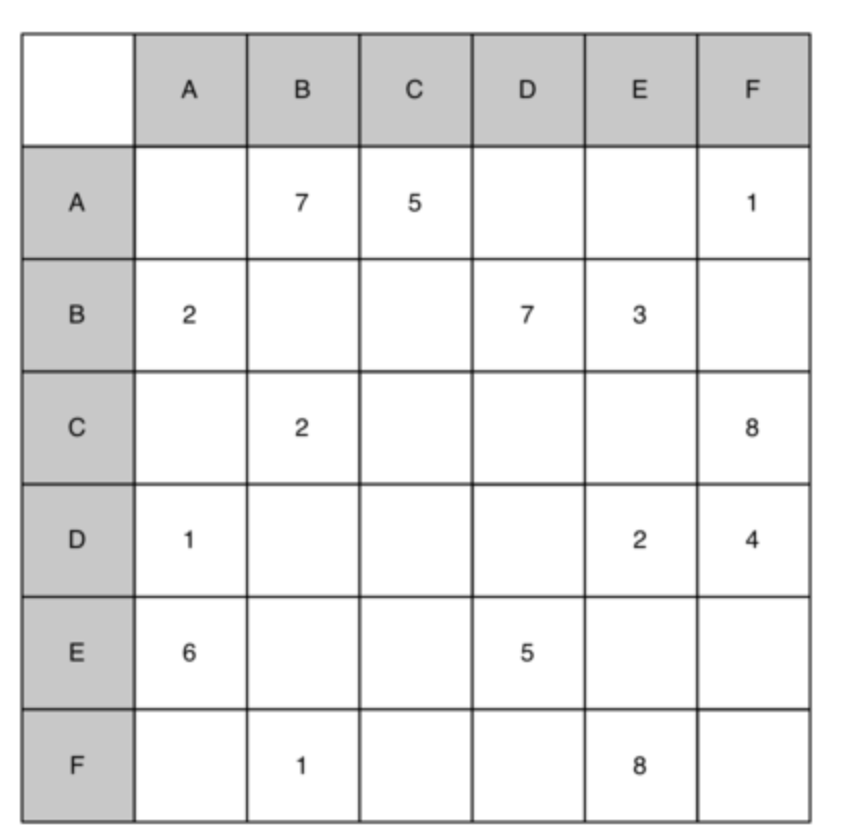 A B C D E F
A 7 5 1
B 2 7 3
C 2 8
D 1 2 4
E 6 5
F 1 8